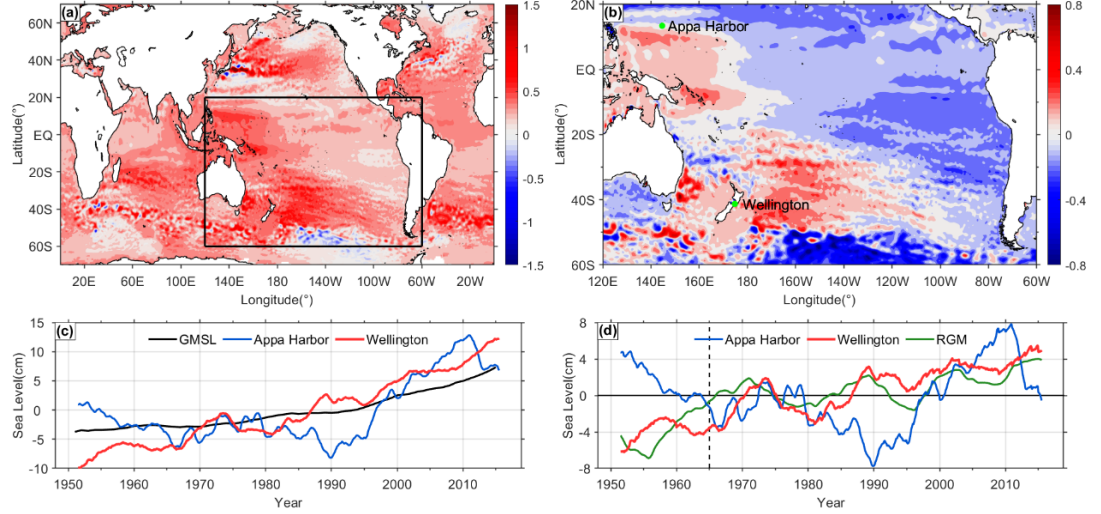 (a)
60N
40N
20N
EQ
20S
40S
60S
Latitude(°)
20E 60E 100E 140E 180 140W 100W 60W 20W
Longitude(°)
1.5
1
0.5
0
-0.5
-1
-1.5
(b)
Appa Harbor
Wellington
20N
EQ
20S
40S
60S
Latitude(°)
120E 140E 160E 180 160W 140W 120W 100W 80W 60W
Longitude(°)
0.8
0.4
0
-0.4
-0.8
(c)
GMSL Appa Harbor Wellington
15
10
5
0
-5
-10
Sea Level(cm)
1950 1960 1970 1980 1990 2000 2010
Year
(d)
Appa Harbor Wellington RGM
8
4
0
-4
-8
Sea Level(cm)
1950 1960 1970 1980 1990 2000 2010
Year